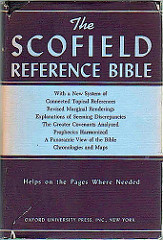 The
SCOFIELD
REFERENCE BIBLE
With a New System of
Connected Topical References
Revised Marginal Renderings
Explanations of Seeming Discrepancies
The Greater Covenants Analyzed
Prophecies Harmonized
A Panoramic View of the Bible
Chronologies and Maps
Helps on the Pages Where Needed
OXFORD UNIVERSITY PRESS INC., NEW YORK